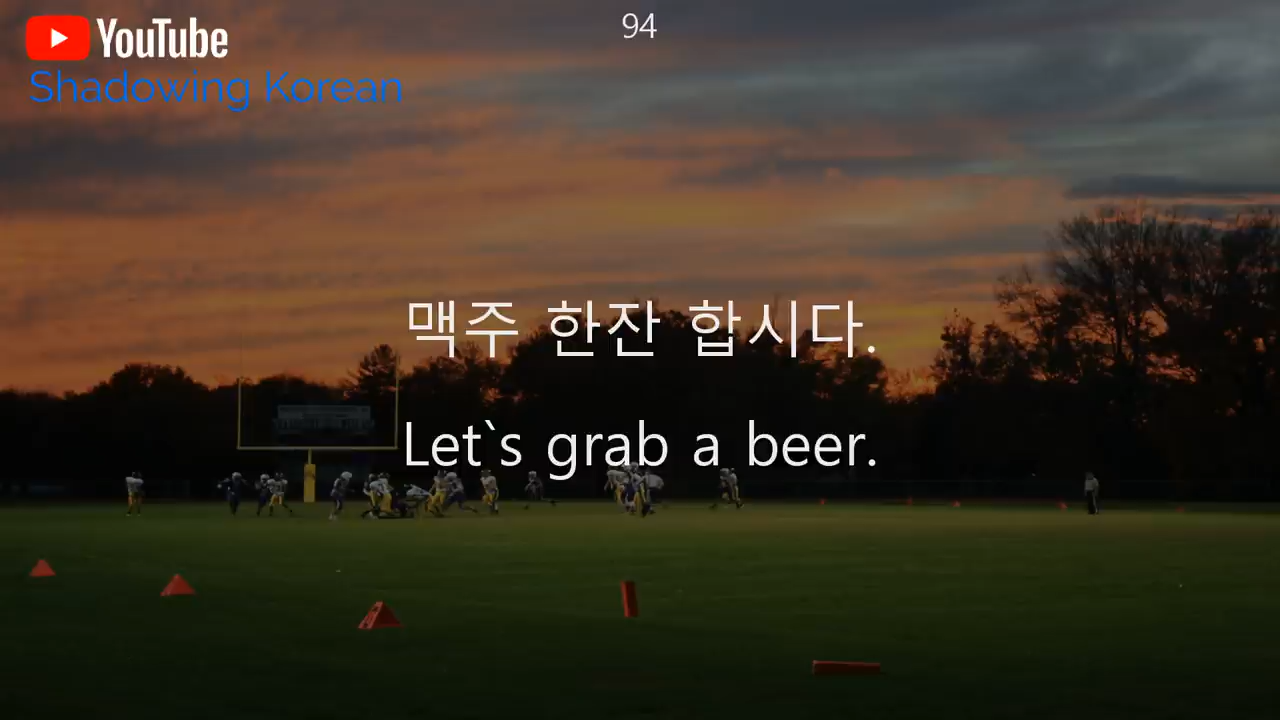 94
YouTube
Shadowing Korean
맥주 한잔 합시다.
Let`s grab a beer.